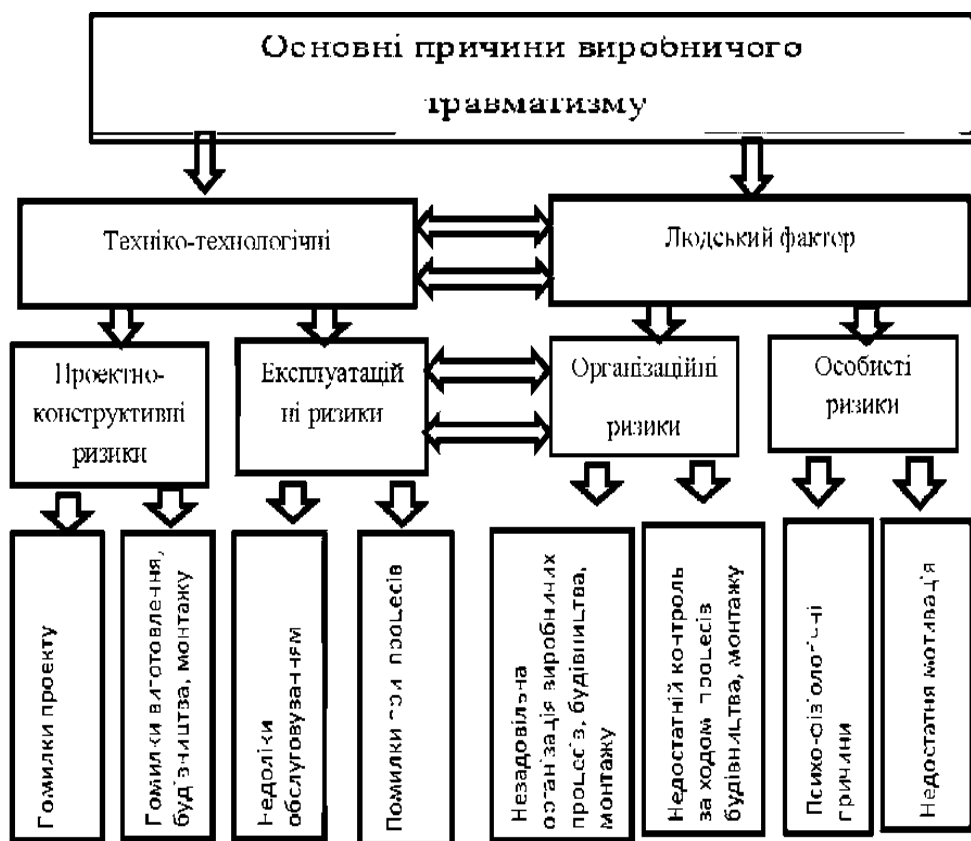 Основні причини виробничого
травматизму
Техніко-технологічні
Людський фактор
Проектно-
конструктивні
ризики
Експлуатацій
ні ризики
Організаційні
ризики
Особисті
ризики
Помилки проекту
Помилки виготовлення,
будівництва, монтажу
Недоліки
обслуговуванням
Помилки при процесів
Незадовільна
організація виробничих
процесів, будівництва,
монтажу
Недостатній контроль
за ходом процесів
будівництва, монтажу
Психо-фізіологічні
причини
Недостатня мотивація